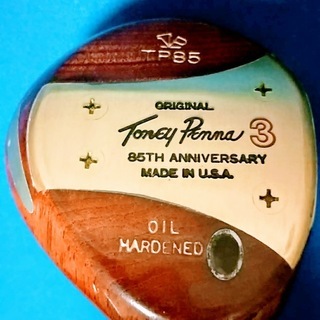 TP85
ORIGINAL
Toney Penna 3
85TH ANNIVERSARY
MADE IN U.S.A.
OIL
HARDENED